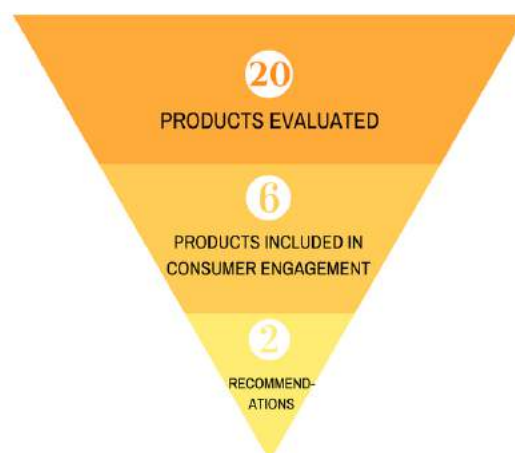 20
PRODUCTS EVALUATED
6
PRODUCTS INCLUDED IN
CONSUMER ENGAGEMENT
2
RECOMMEND-
ATIONS